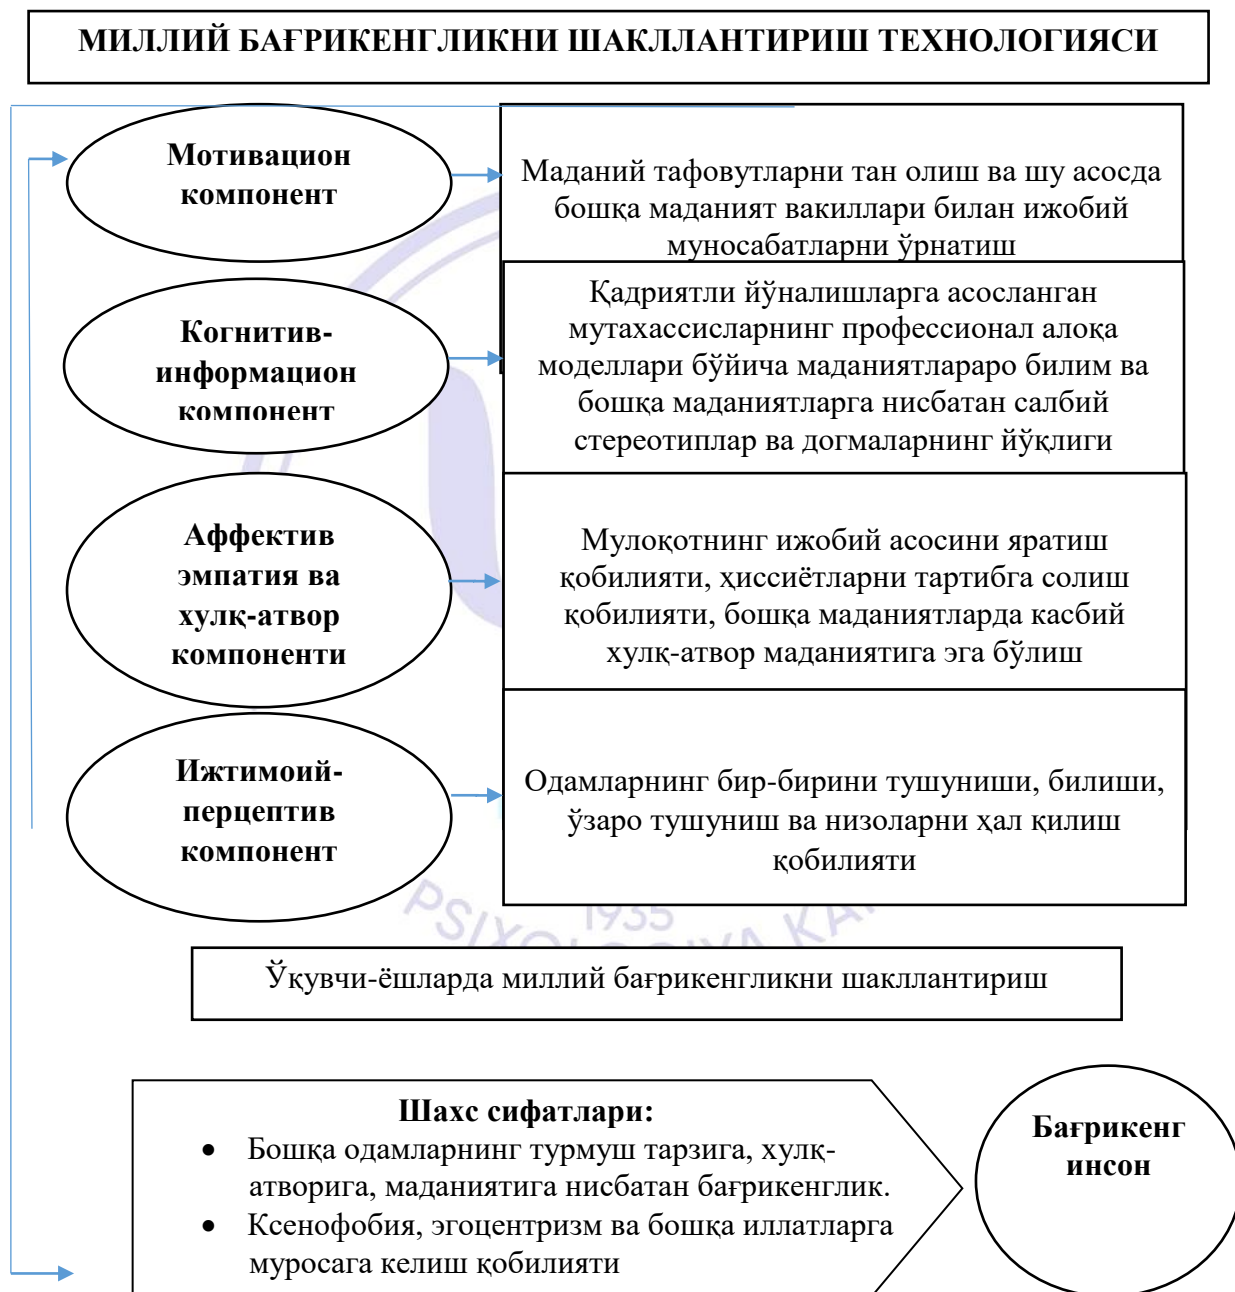 МИЛЛИЙ БАҒРИКЕНГЛИКНИ ШАКЛЛАНТИРИШ ТЕХНОЛОГИЯСИ
Мотивацион
компонент
Маданий тафовутларни тан олиш ва шу асосда
бошқа маданият вакиллари билан ижобий
муносабатларни ўрнатиш
Когнитив-
информацион
компонент
Қадриятли йўналишларга асосланган
мутахассисларнинг профессионал алоқа
моделлари бўйича маданиятлараро билим ва
бошқа маданиятларга нисбатан салбий
стереотиплар ва догмаларнинг йўқлиги
Аффектив
эмпатия ва
хулқ-атвор
компоненти
Мулоқотнинг ижобий асосини яратиш
қобилияти, ҳиссиётларни тартибга солиш
қобилияти, бошқа маданиятларда касбий
хулқ-атвор маданиятига эга бўлиш
Ижтимоий-
перцептив
компонент
Одамларнинг бир-бирини тушуниши, билиши,
ўзаро тушуниш ва низоларни ҳал қилиш
қобилияти
1935
PSIXOLOGIYA
Ўқувчи-ёшларда миллий бағрикенгликни шакллантириш
Шахс сифатлари:
• Бошқа одамларнинг турмуш тарзига, хулқ-
атворига, маданиятига нисбатан бағрикенглик.
• Ксенофобия, эгоцентризм ва бошқа иллатларга
муросага келиш қобилияти
Бағрикенг
инсон